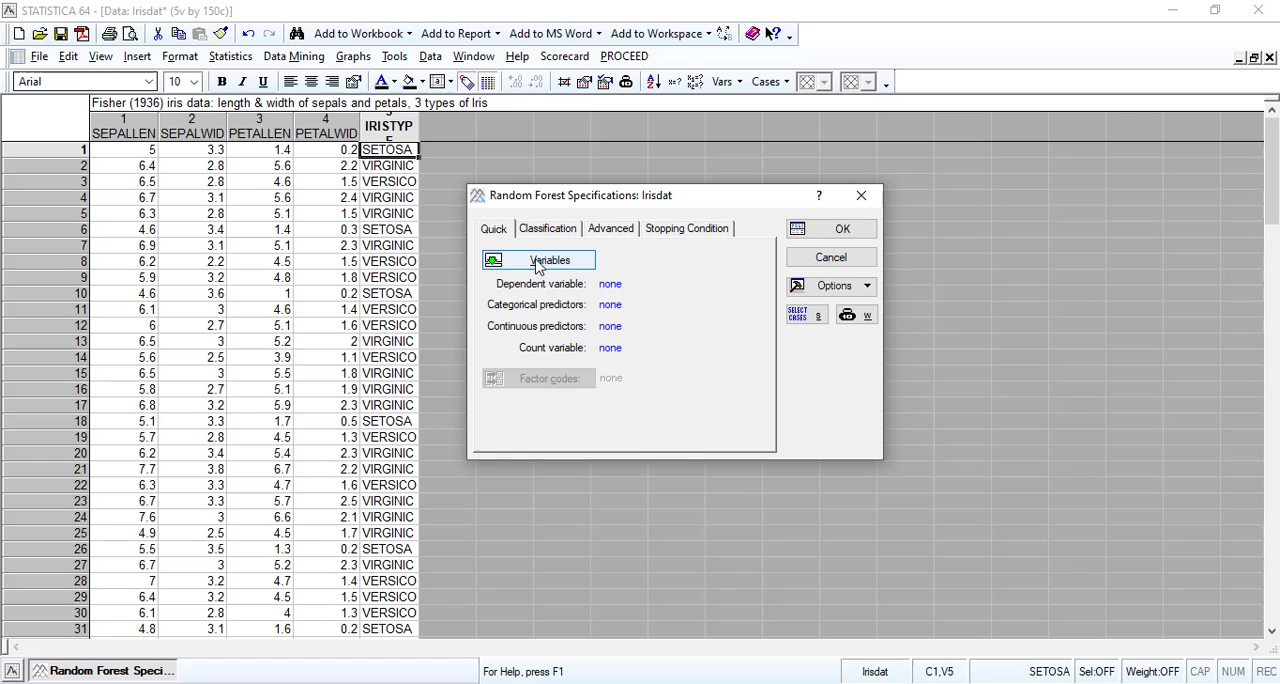 STATISTICA 64 - [Data: Irisdat* (5v by 150c)]
Add to Workbook Add to Report Add to MS Word Add to Workspace
File Edit View Insert Format Statistics Data Mining Graphs Tools Data Window Help Scorecard PROCEED
Arial 10 B I U Vars Cases
Fisher (1936) iris data: length & width of sepals and petals, 3 types of Iris
1 2 3 4
SEPALLEN SEPALWID PETALLEN PETALWID IRISTYP
1 5 3.3 1.4 0.2 SETOSA
2 6.4 2.8 5.6 2.2 VIRGINIC
3 6.5 2.8 4.6 1.5 VERSICO
4 6.7 3.1 5.6 2.4 VIRGINIC
5 6.3 2.8 5.1 1.5 VIRGINIC
6 4.6 3.4 1.4 0.3 SETOSA
7 6.9 3.1 5.1 2.3 VIRGINIC
8 6.2 2.2 4.5 1.5 VERSICO
9 5.9 3.2 4.8 1.8 VERSICO
10 4.6 3.6 1 0.2 SETOSA
11 6.1 3 4.6 1.4 VERSICO
12 6 2.7 5.1 1.6 VERSICO
13 6.5 3 5.2 2 VIRGINIC
14 5.6 2.5 3.9 1.1 VERSICO
15 6.5 3 5.5 1.8 VIRGINIC
16 5.8 2.7 5.1 1.9 VIRGINIC
17 6.8 3.2 5.9 2.3 VIRGINIC
18 5.1 3.3 1.7 0.5 SETOSA
19 5.7 2.8 4.5 1.3 VERSICO
20 6.2 3.4 5.4 2.3 VIRGINIC
21 7.7 3.8 6.7 2.2 VIRGINIC
22 6.3 3.3 4.7 1.6 VERSICO
23 6.7 3.3 5.7 2.5 VIRGINIC
24 7.6 3 6.6 2.1 VIRGINIC
25 4.9 2.5 4.5 1.7 VIRGINIC
26 5.5 3.5 1.3 0.2 SETOSA
27 6.7 3 5.2 2.3 VIRGINIC
28 7 3.2 4.7 1.4 VERSICO
29 6.4 3.2 4.5 1.5 VERSICO
30 6.1 2.8 4 1.3 VERSICO
31 4.8 3.1 1.6 0.2 SETOSA
Random Forest Specifications: Irisdat ?
Quick Classification Advanced Stopping Condition
Variables
Dependent variable: none
Categorical predictors: none
Continuous predictors: none
Count variable: none
Factor codes: none
OK
Cancel
Options
SELECT CASES s w
Random Forest Speci... For Help, press F1 Irisdat C1,V5 SETOSA Sel:OFF Weight:OFF CAP NUM REC